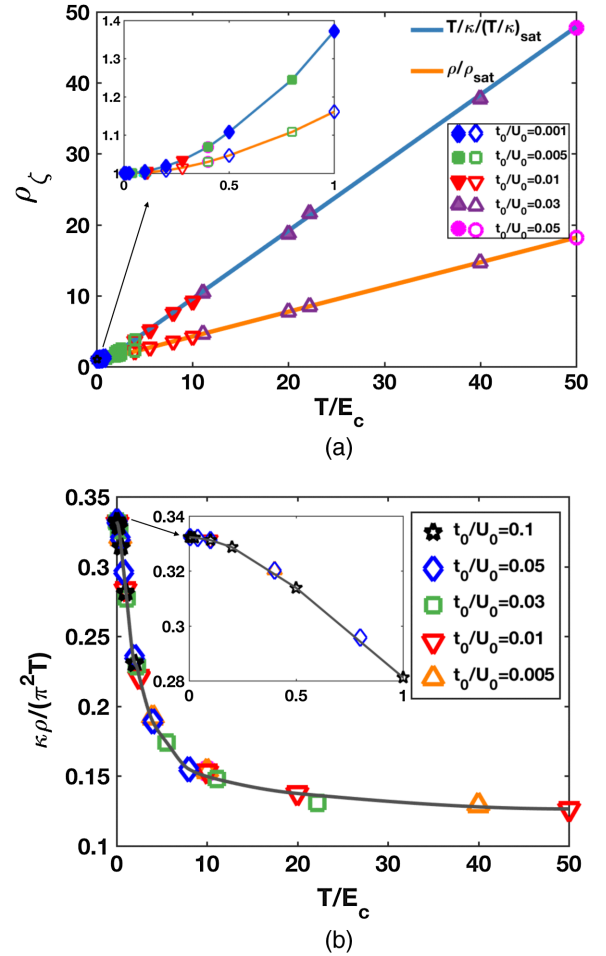 (a)
50
40
30
20
10
0
ρζ
1.4
1.3
1.2
1.1
1
0
0.5
1
T/κ/(T/κ)sat
ρ/ρsat
t0/U0=0.001
t0/U0=0.005
t0/U0=0.01
t0/U0=0.03
t0/U0=0.05
0 10 20 30 40 50
T/Ec
(a)
0.35
0.3
0.25
0.2
0.15
0.1
κρ/(π²T)
0.34
0.32
0.3
0.28
0 0.5 1
t0/U0=0.1
t0/U0=0.05
t0/U0=0.03
t0/U0=0.01
t0/U0=0.005
0 10 20 30 40 50
T/Ec
(b)